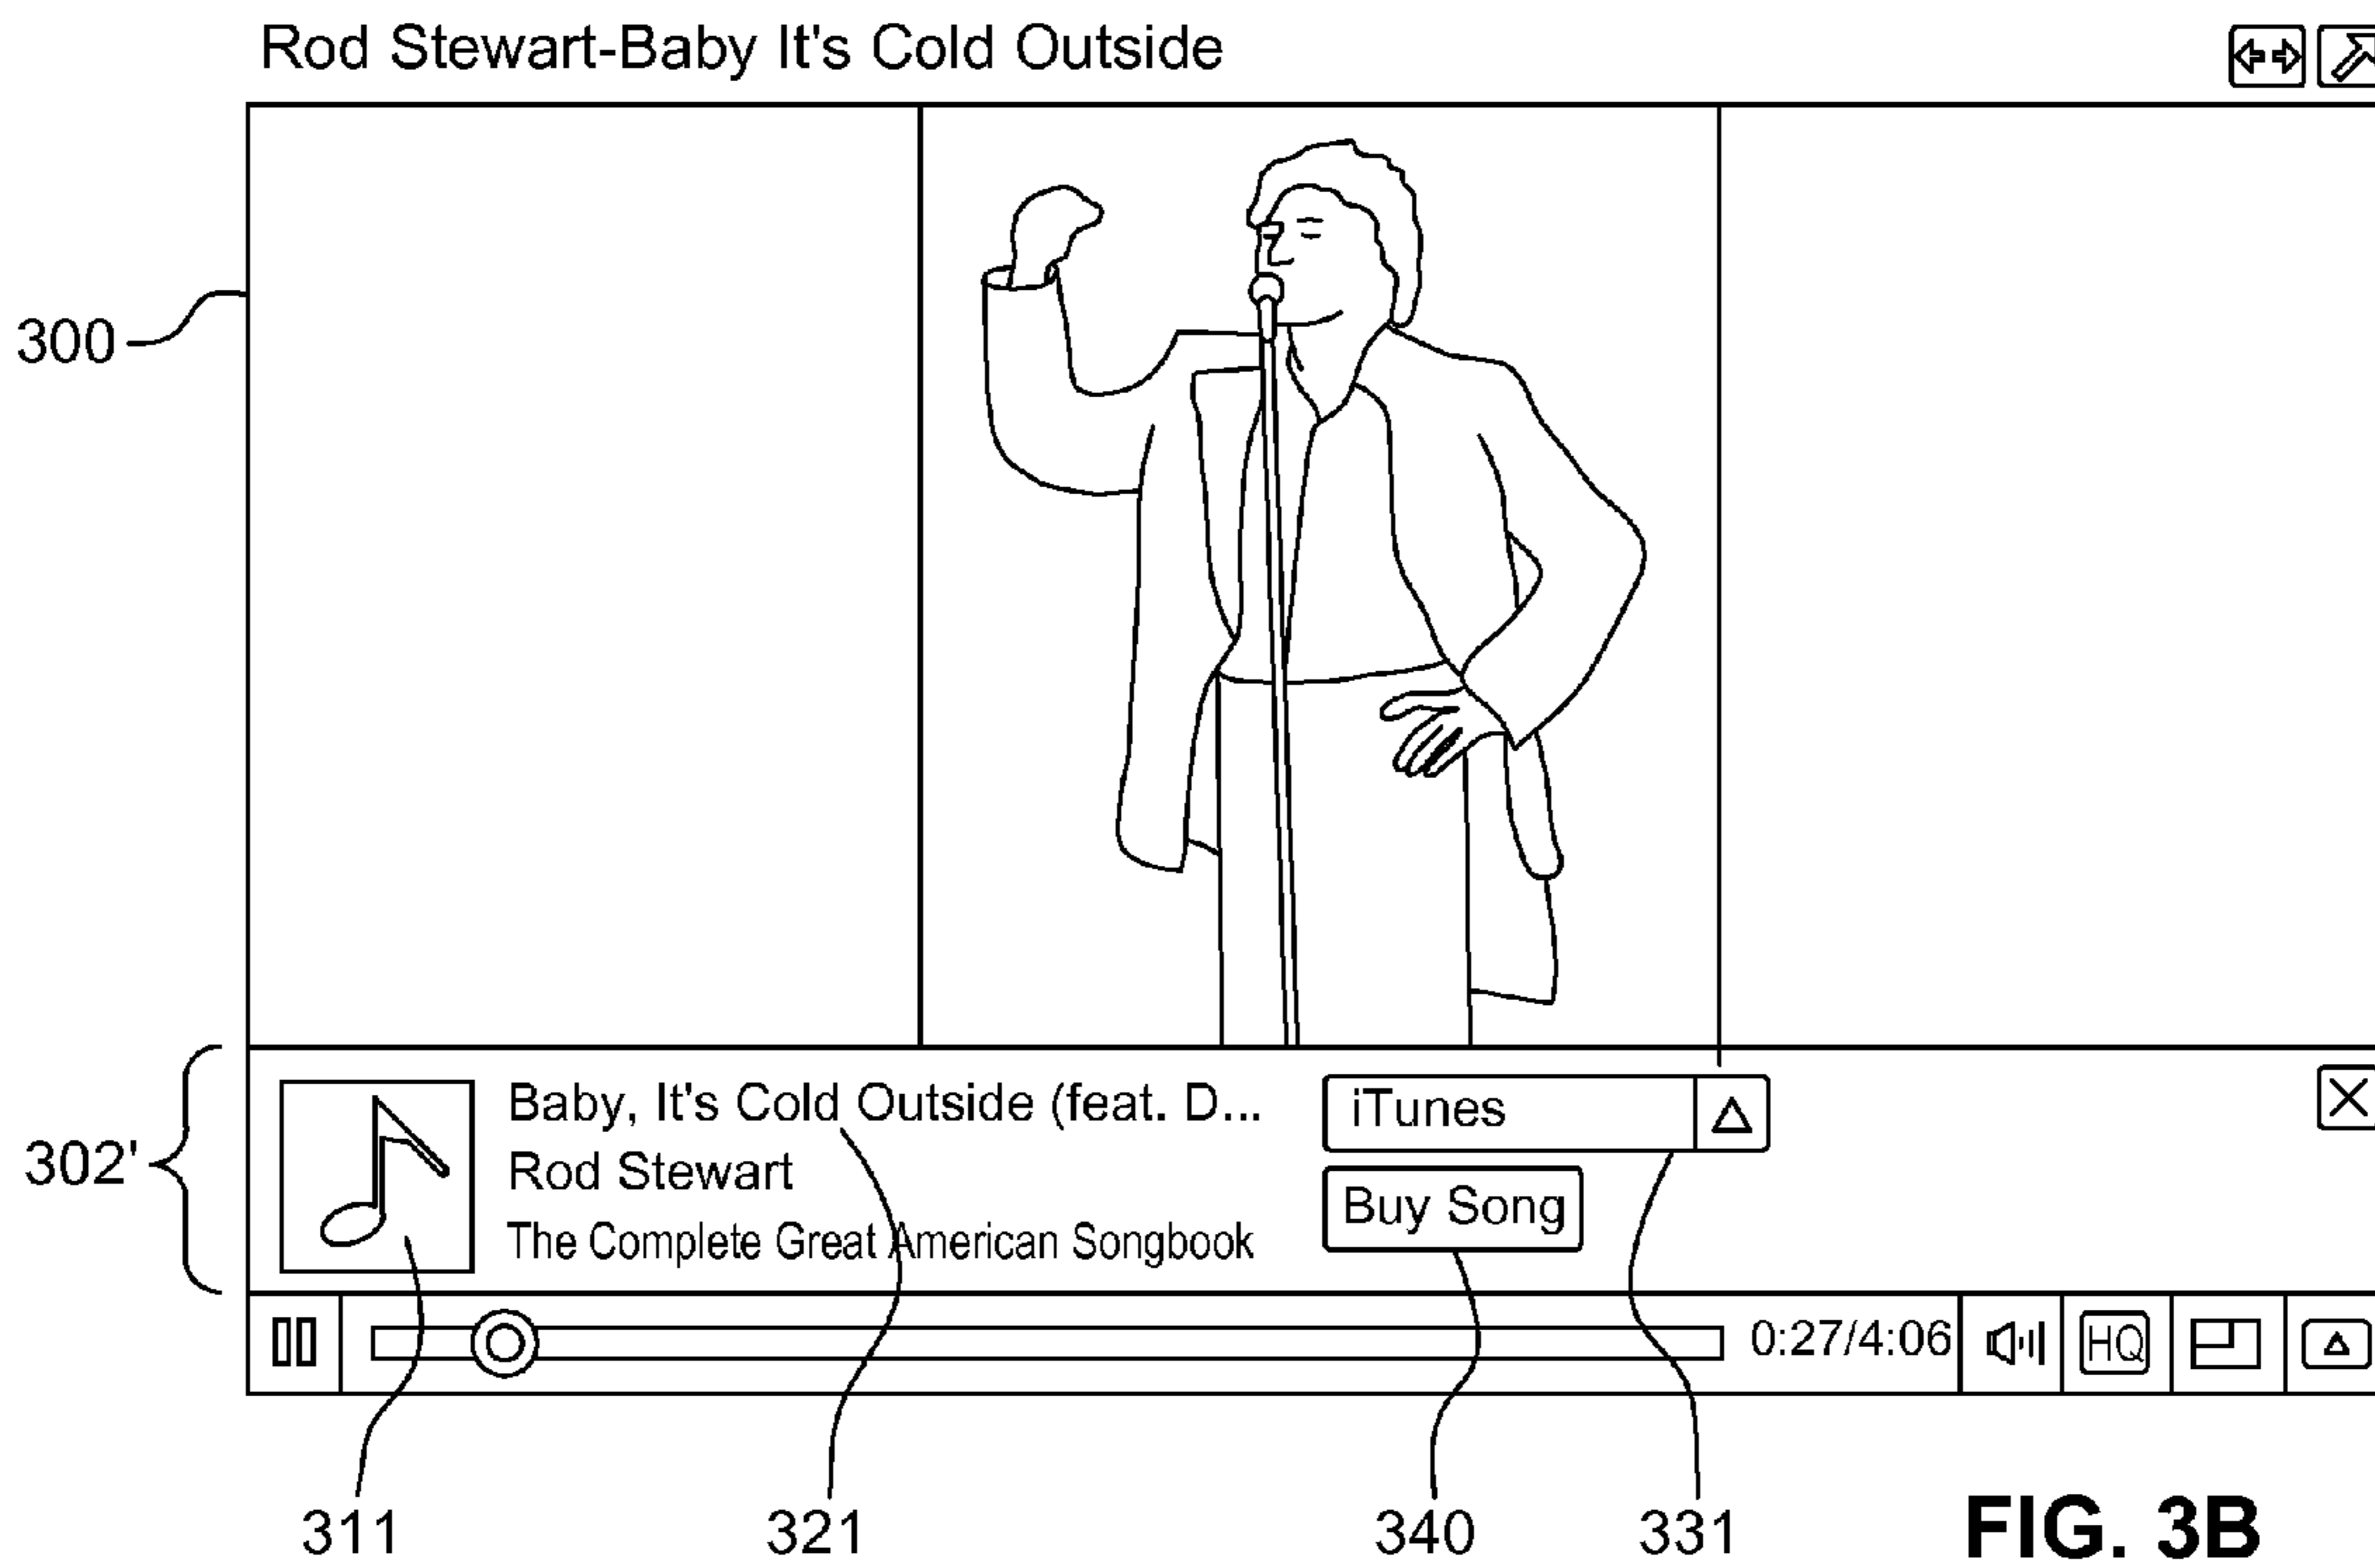 Rod Stewart-Baby It's Cold Outside
300
302'
Baby, It's Cold Outside (feat. D...
Rod Stewart
The Complete Great American Songbook
iTunes
Buy Song
0:27/4:06
HQ
311
321
340
331
FIG. 3B